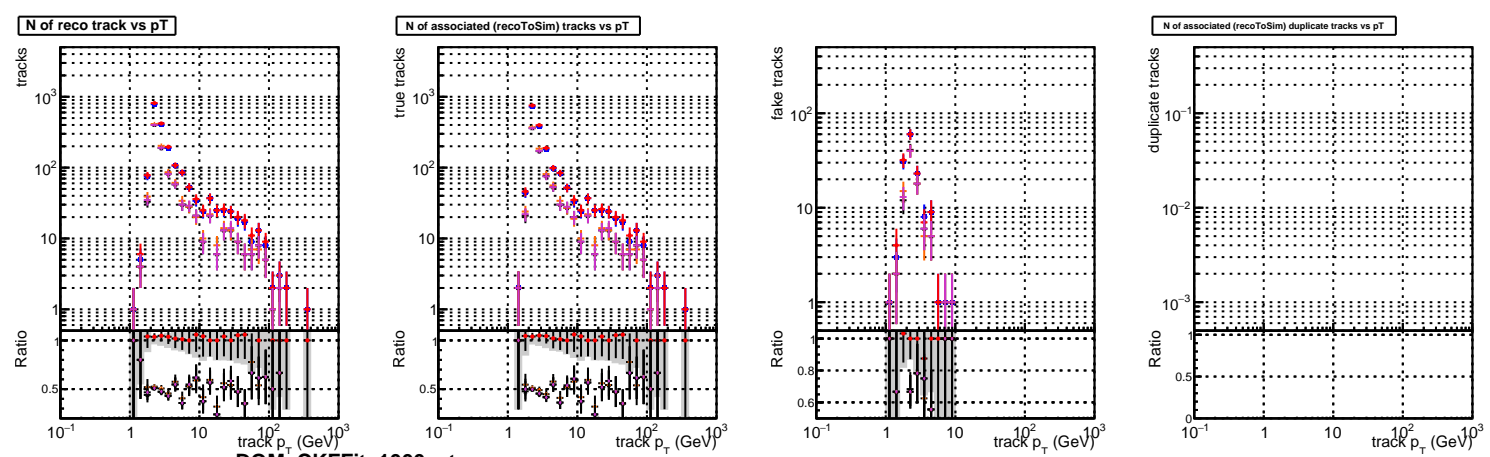 N of reco track vs pT
tracks
10³
10²
10
1
Ratio
1
0.5
10⁻¹ 1 10 10² 10³
track p_T (GeV)
N of associated (recoToSim) tracks vs pT
true tracks
10³
10²
10
1
Ratio
1
0.5
10⁻¹ 1 10 10² 10³
track p_T (GeV)
fake tracks
10²
10
1
Ratio
1
0.8
0.6
10⁻¹ 1 10 10² 10³
track p_T (GeV)
N of associated (recoToSim) duplicate tracks vs pT
duplicate tracks
10⁻¹
10⁻²
10⁻³
Ratio
1
0.5
0
10⁻¹ 1 10 10² 10³
track p_T (GeV)